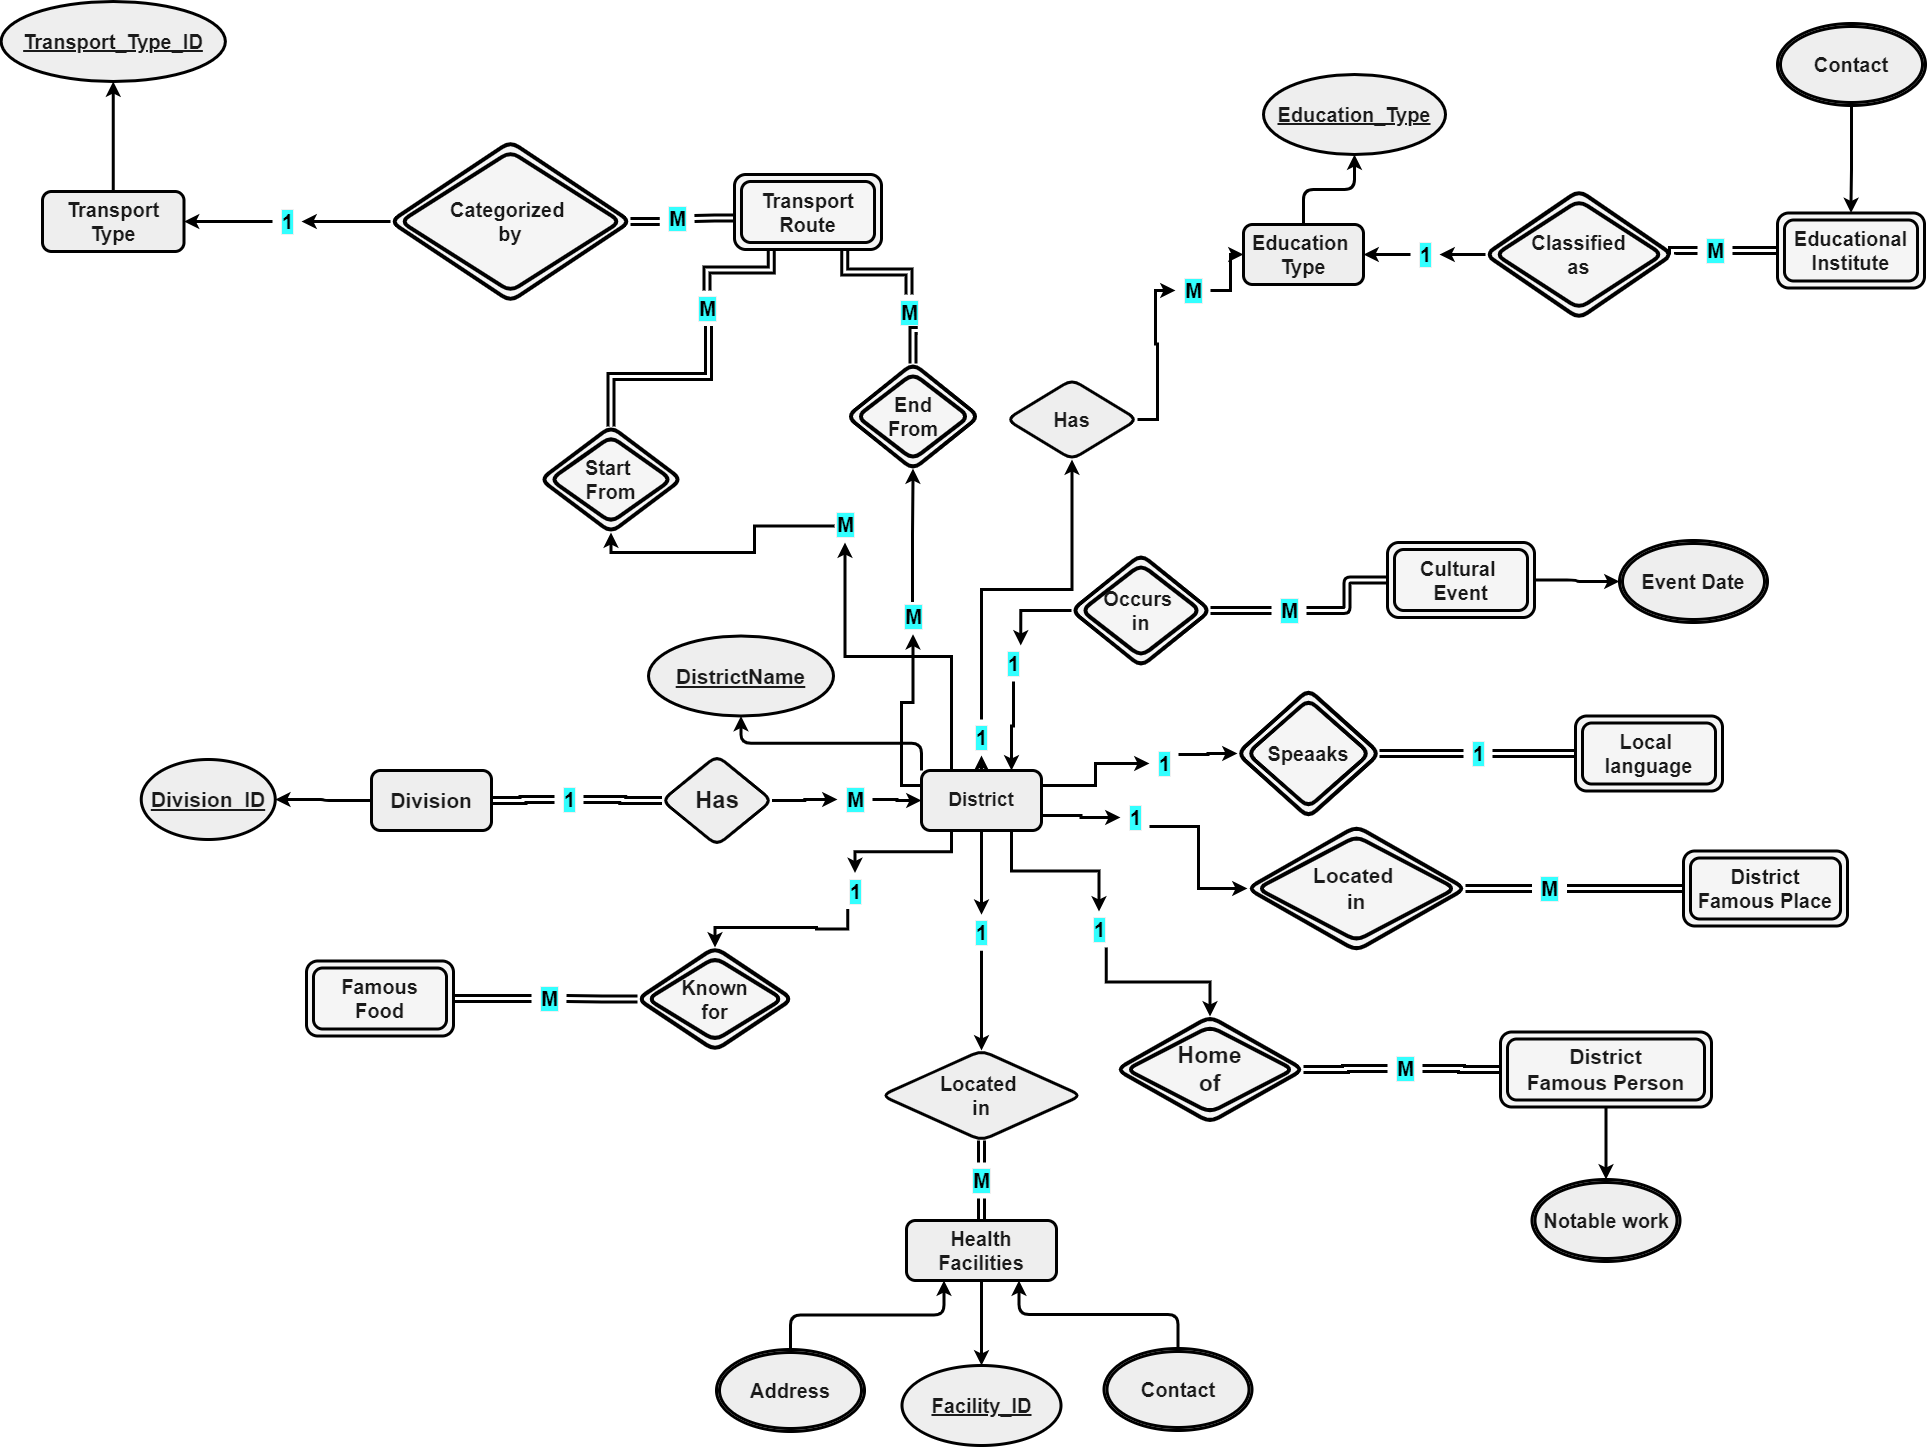 Transport_Type_ID
Contact
Education_Type
Transport
Type
1
Categorized
by
M
Transport
Route
Education
Type
1
Classified
as
M
Educational
Institute
M
M
M
Has
End
From
Start
From
M
Occurs
in
M
Cultural
Event
Event Date
M
1
DistrictName
1
1
Speaaks
1
Local
language
Division_ID
Division
1
Has
M
District
1
Located
in
M
District
Famous Place
1
1
1
Famous
Food
M
Known
for
Home
of
M
District
Famous Person
Located
in
M
Notable work
Health
Facilities
Address
Facility_ID
Contact